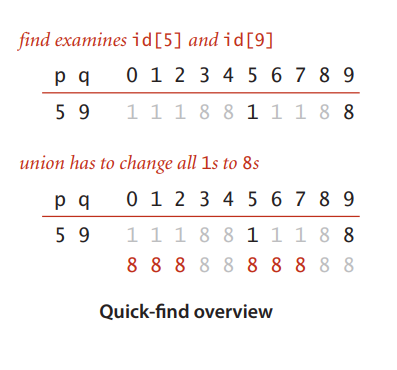 find examines id[5] and id[9]
p q 0 1 2 3 4 5 6 7 8 9
5 9 1 1 1 8 8 1 1 1 8 8
union has to change all 1s to 8s
p q 0 1 2 3 4 5 6 7 8 9
5 9 1 1 1 8 8 1 1 1 8 8
8 8 8 8 8 8 8 8 8 8
Quick-find overview